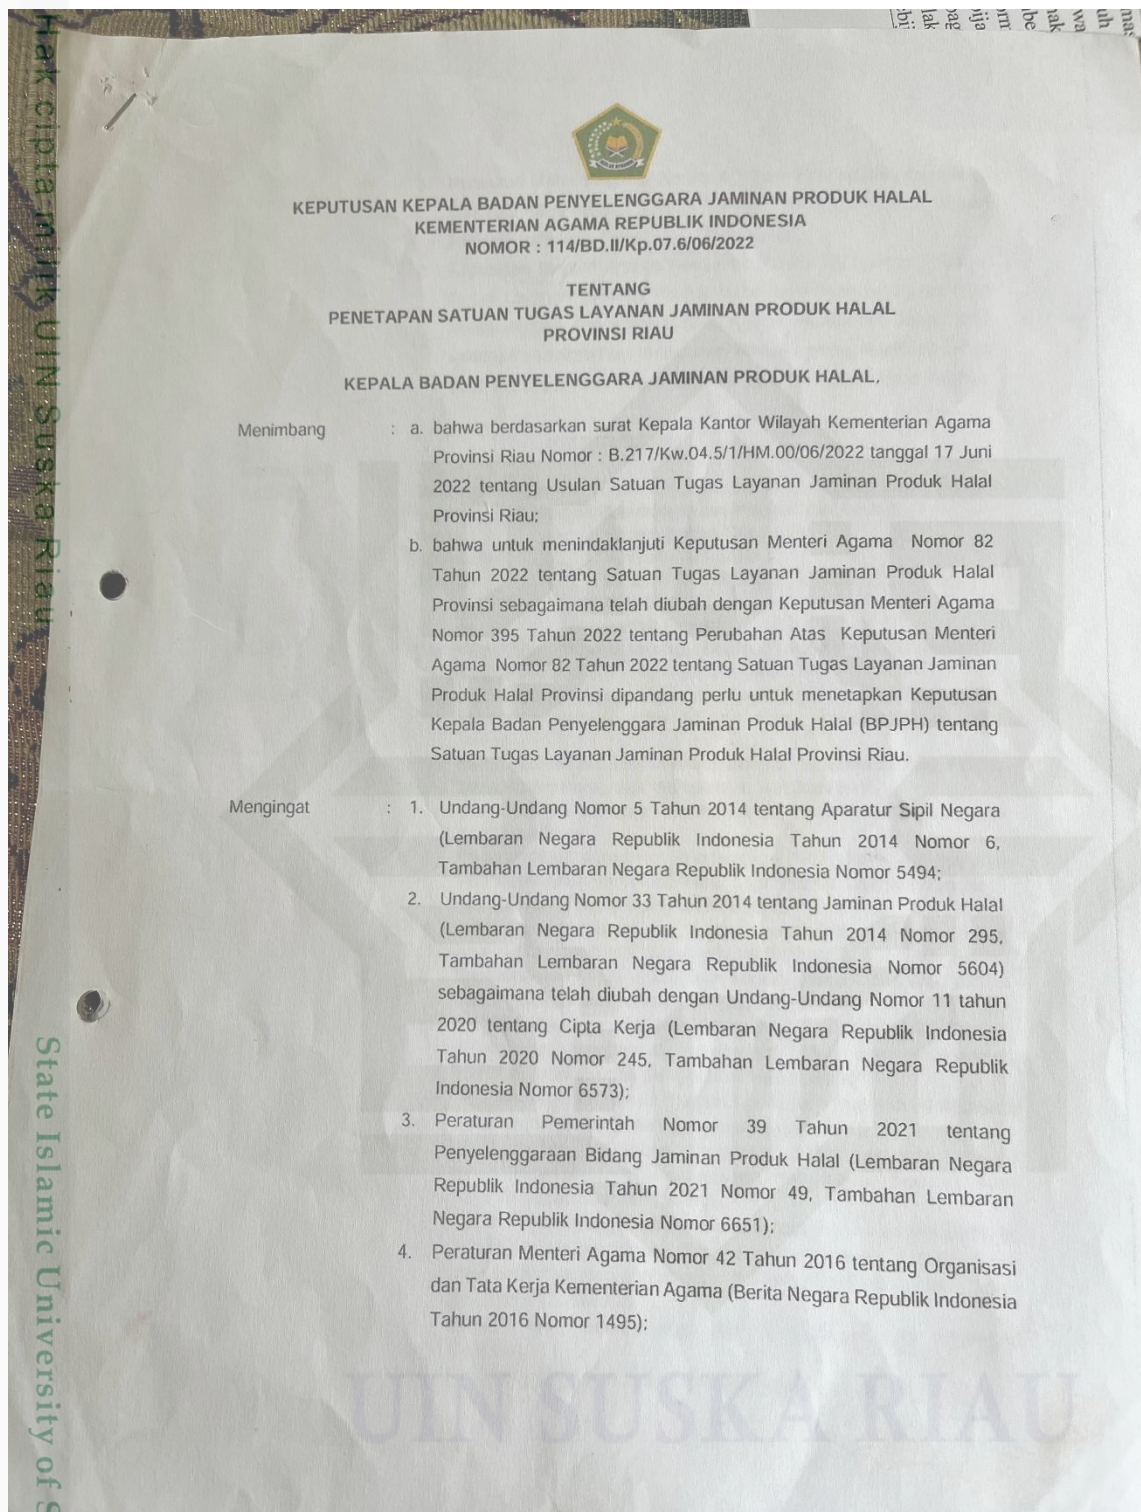 KEPUTUSAN KEPALA BADAN PENYELENGGARA JAMINAN PRODUK HALAL
KEMENTERIAN AGAMA REPUBLIK INDONESIA
NOMOR : 114/BD.II/Kp.07.6/06/2022
TENTANG
PENETAPAN SATUAN TUGAS LAYANAN JAMINAN PRODUK HALAL
PROVINSI RIAU
KEPALA BADAN PENYELENGGARA JAMINAN PRODUK HALAL,
Menimbang : a. bahwa berdasarkan surat Kepala Kantor Wilayah Kementerian Agama
Provinsi Riau Nomor : B.217/Kw.04.5/1/HM.00/06/2022 tanggal 17 Juni
2022 tentang Usulan Satuan Tugas Layanan Jaminan Produk Halal
Provinsi Riau;
b. bahwa untuk menindaklanjuti Keputusan Menteri Agama Nomor 82
Tahun 2022 tentang Satuan Tugas Layanan Jaminan Produk Halal
Provinsi sebagaimana telah diubah dengan Keputusan Menteri Agama
Nomor 395 Tahun 2022 tentang Perubahan Atas Keputusan Menteri
Agama Nomor 82 Tahun 2022 tentang Satuan Tugas Layanan Jaminan
Produk Halal Provinsi dipandang perlu untuk menetapkan Keputusan
Kepala Badan Penyelenggara Jaminan Produk Halal (BPJPH) tentang
Satuan Tugas Layanan Jaminan Produk Halal Provinsi Riau.
Mengingat : 1. Undang-Undang Nomor 5 Tahun 2014 tentang Aparatur Sipil Negara
(Lembaran Negara Republik Indonesia Tahun 2014 Nomor 6,
Tambahan Lembaran Negara Republik Indonesia Nomor 5494;
2. Undang-Undang Nomor 33 Tahun 2014 tentang Jaminan Produk Halal
(Lembaran Negara Republik Indonesia Tahun 2014 Nomor 295,
Tambahan Lembaran Negara Republik Indonesia Nomor 5604)
sebagaimana telah diubah dengan Undang-Undang Nomor 11 tahun
2020 tentang Cipta Kerja (Lembaran Negara Republik Indonesia
Tahun 2020 Nomor 245, Tambahan Lembaran Negara Republik
Indonesia Nomor 6573);
3. Peraturan Pemerintah Nomor 39 Tahun 2021 tentang
Penyelenggaraan Bidang Jaminan Produk Halal (Lembaran Negara
Republik Indonesia Tahun 2021 Nomor 49, Tambahan Lembaran
Negara Republik Indonesia Nomor 6651);
4. Peraturan Menteri Agama Nomor 42 Tahun 2016 tentang Organisasi
dan Tata Kerja Kementerian Agama (Berita Negara Republik Indonesia
Tahun 2016 Nomor 1495);
UIN SUSKA RIAU
Hak cipta milik UIN Suska Riau
State Islamic University of